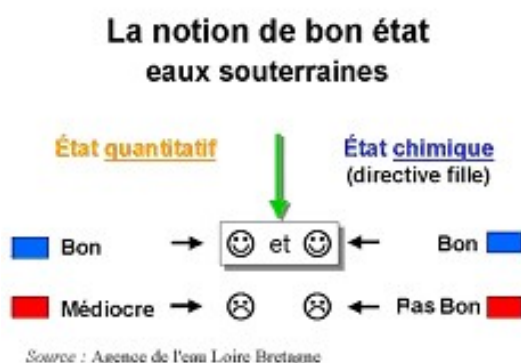 La notion de bon état
eaux souterraines
État quantitatif
État chimique
(directive fille)
Bon
et
Bon
Médiocre
Pas Bon
Source : Agence de l'eau Loire Bretagne